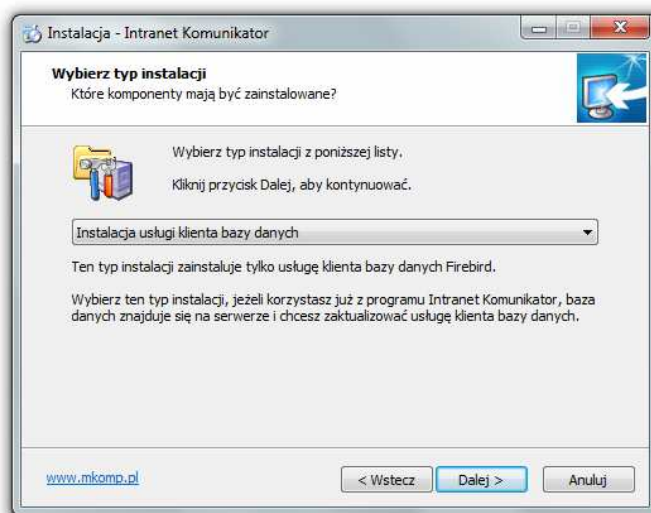 Instalacja - Intranet Komunikator
Wybierz typ instalacji
Które komponenty mają być zainstalowane?
Wybierz typ instalacji z poniższej listy.
Kliknij przycisk Dalej, aby kontynuować.
Instalacja usługi klienta bazy danych
Ten typ instalacji zainstaluje tylko usługę klienta bazy danych Firebird.
Wybierz ten typ instalacji, jeżeli korzystasz już z programu Intranet Komunikator, baza
danych znajduje się na serwerze i chcesz zaktualizować usługę klienta bazy danych.
www.mkomp.pl
< Wstecz
Dalej >
Anuluj